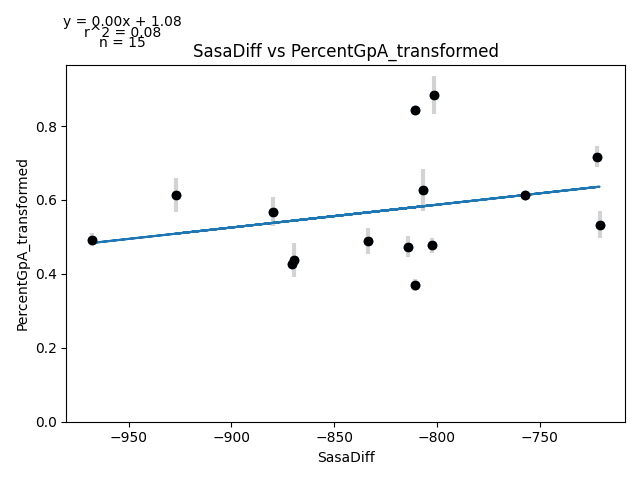 y = 0.00x + 1.08
r^2 = 0.08
n = 15
SasaDiff vs PercentGpA_transformed
PercentGpA_transformed
0.8
0.6
0.4
0.2
0.0
−950
−900
−850
−800
−750
SasaDiff